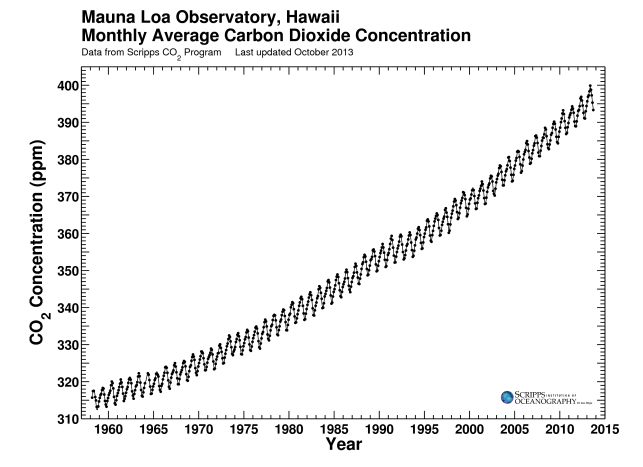 Mauna Loa Observatory, Hawaii
Monthly Average Carbon Dioxide Concentration
Data from Scripps CO2 Program Last updated October 2013
400
390
380
370
360
350
340
330
320
310
CO2 Concentration (ppm)
1960 1965 1970 1975 1980 1985 1990 1995 2000 2005 2010 2015
Year
SCRIPPS INSTITUTION OF
OCEANOGRAPHY